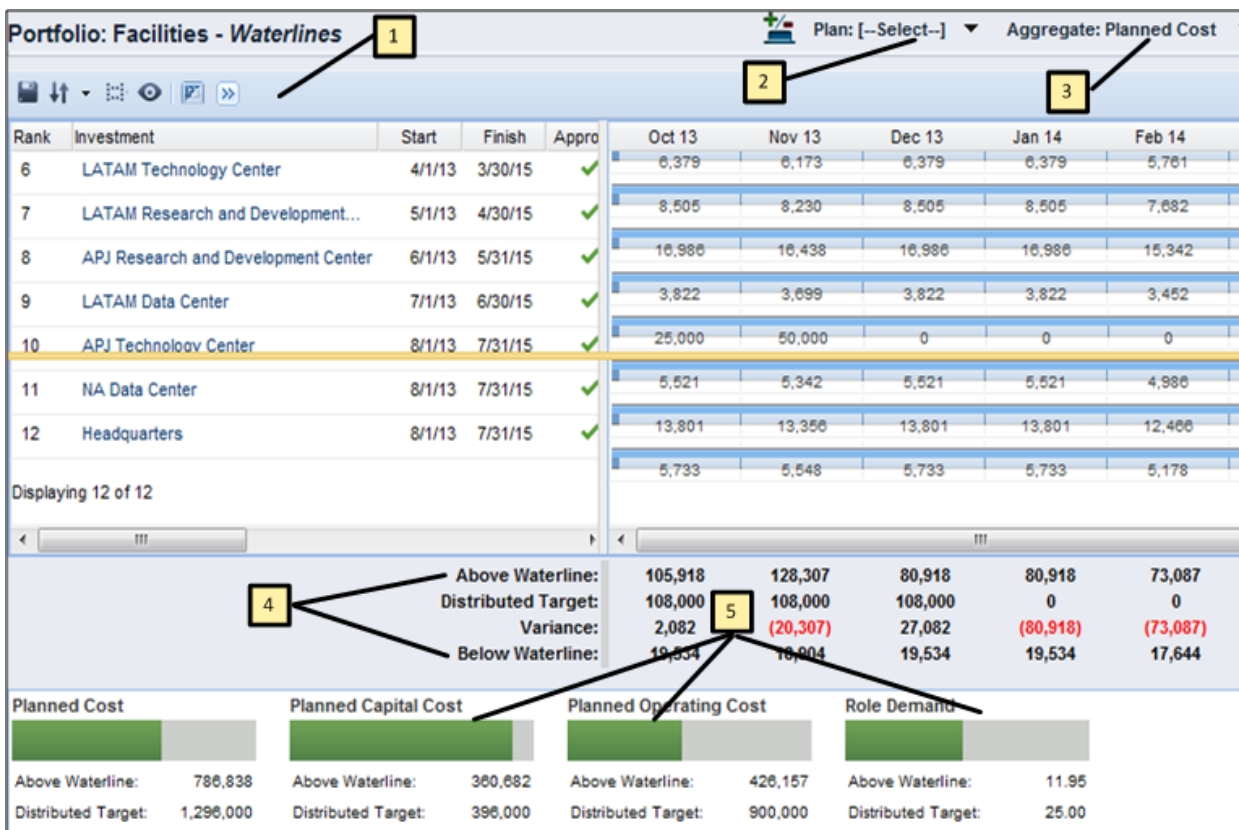 Portfolio: Facilities - Waterlines
1
Plan: [--Select--]
Aggregate: Planned Cost
2
3
Rank Investment Start Finish Appro Oct 13 Nov 13 Dec 13 Jan 14 Feb 14
6 LATAM Technology Center 4/1/13 3/30/15 6,379 6,173 6,379 6,379 5,761
7 LATAM Research and Development... 5/1/13 4/30/15 8,505 8,230 8,505 8,505 7,682
8 APJ Research and Development Center 6/1/13 5/31/15 16,986 16,438 16,986 16,986 15,342
9 LATAM Data Center 7/1/13 6/30/15 3,822 3,699 3,822 3,822 3,452
10 APJ Technology Center 8/1/13 7/31/15 25,000 50,000 0 0 0
11 NA Data Center 8/1/13 7/31/15 5,521 5,342 5,521 5,521 4,986
12 Headquarters 8/1/13 7/31/15 13,801 13,356 13,801 13,801 12,466
5,733 5,548 5,733 5,733 5,178
Displaying 12 of 12
4
5
Above Waterline: 105,918 128,307 80,918 80,918 73,087
Distributed Target: 108,000 108,000 108,000 0 0
Variance: 2,082 (20,307) 27,082 (80,918) (73,087)
Below Waterline: 19,534 18,904 19,534 19,534 17,644
Planned Cost Planned Capital Cost Planned Operating Cost Role Demand
Above Waterline: 786,838 Above Waterline: 360,682 Above Waterline: 426,157 Above Waterline: 11.95
Distributed Target: 1,296,000 Distributed Target: 396,000 Distributed Target: 900,000 Distributed Target: 25.00